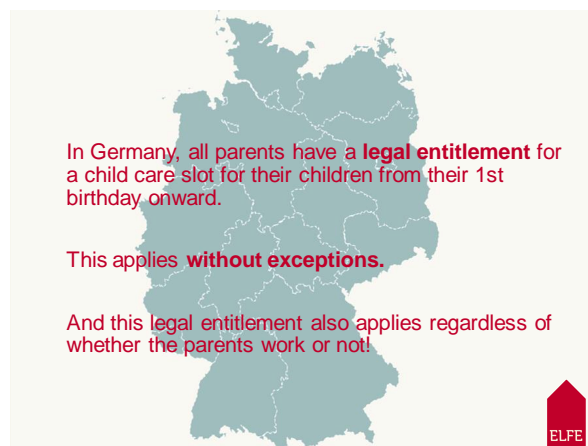 In Germany, all parents have a legal entitlement for
a child care slot for their children from their 1st
birthday onward.
This applies without exceptions.
And this legal entitlement also applies regardless of
whether the parents work or not!
ELFE